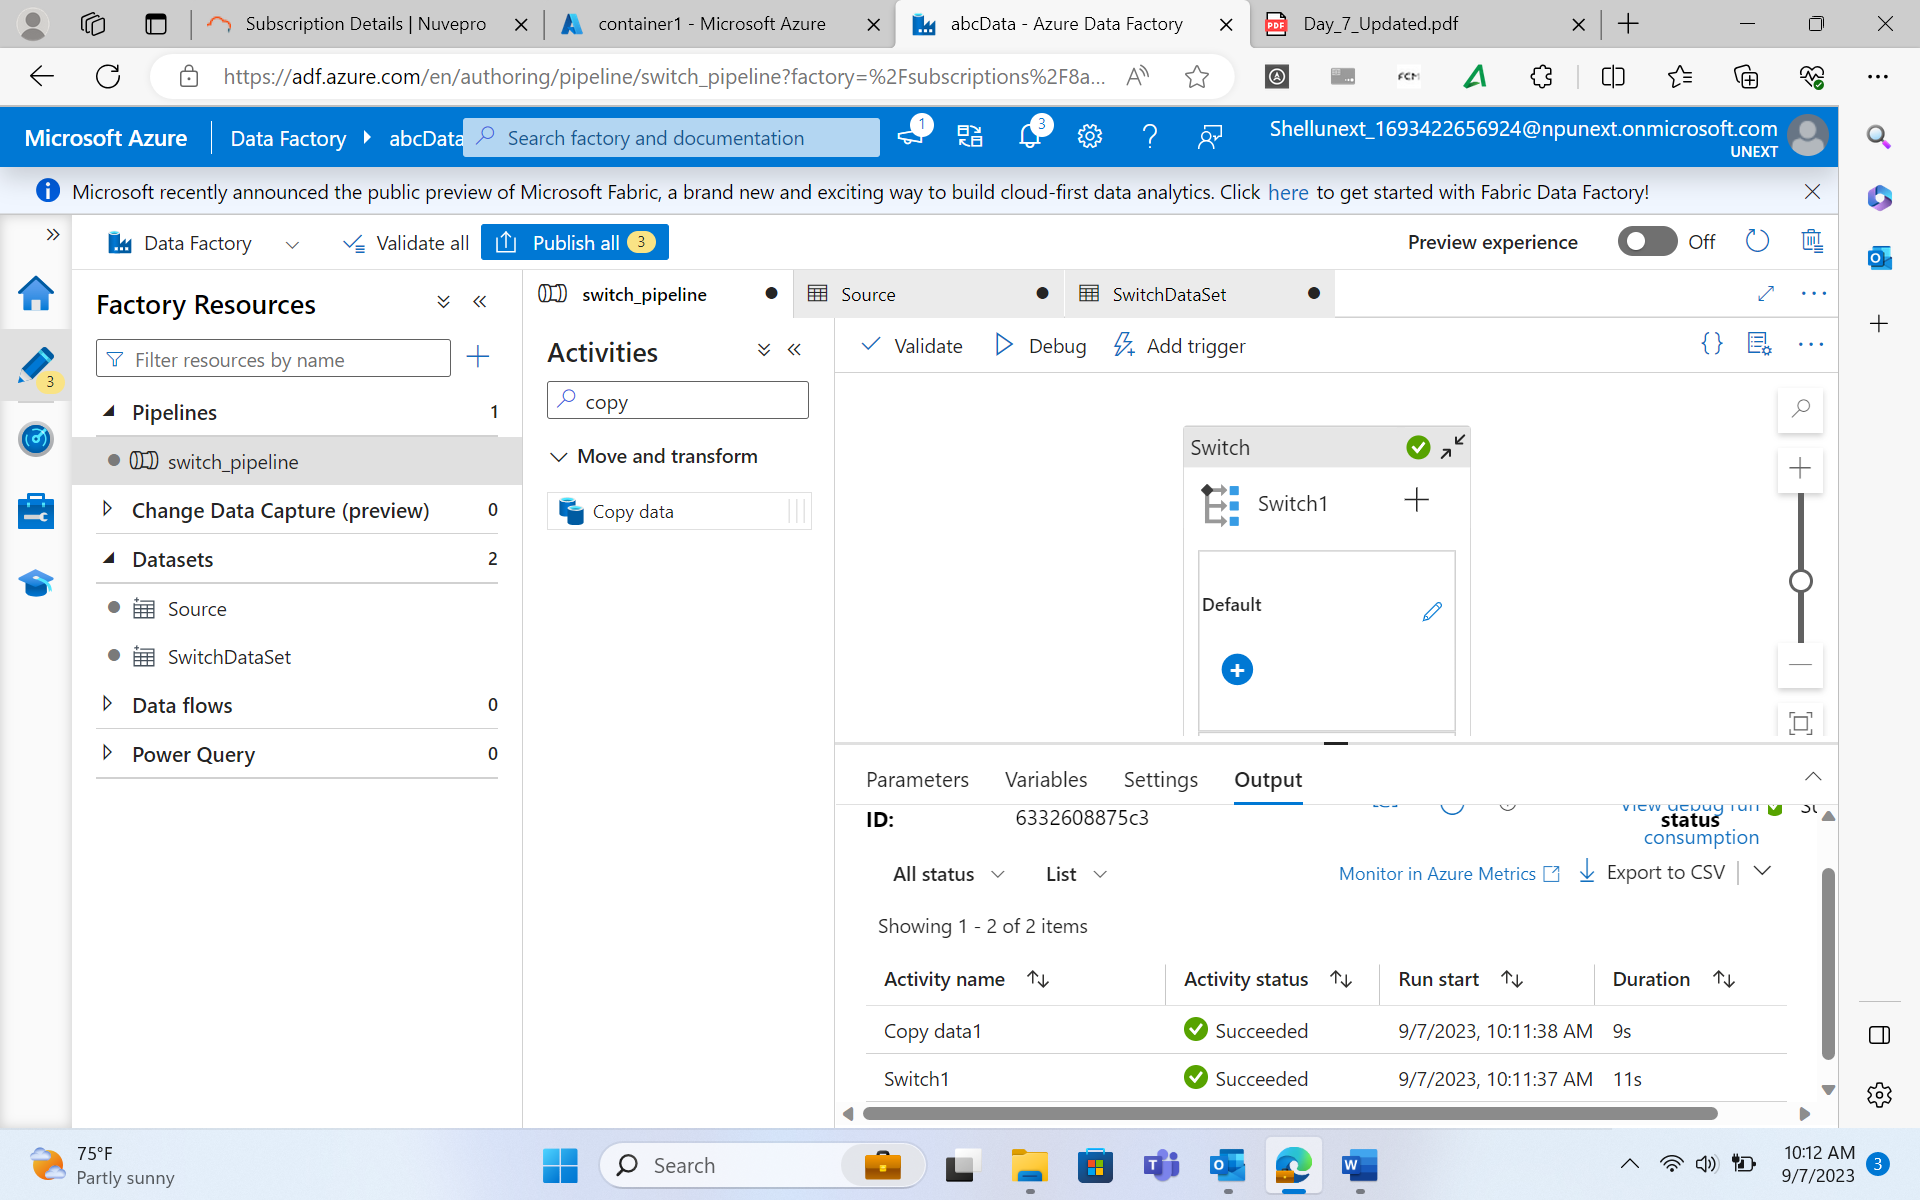 Subscription Details | Nuvepro
container1 - Microsoft Azure
abcData - Azure Data Factory
PDF
Day_7_Updated.pdf
https://adf.azure.com/en/authoring/pipeline/switch_pipeline?factory=%2Fsubscriptions%2F8a...
FCM
Microsoft Azure
Data Factory
abcData
Search factory and documentation
1
3
Shellunext_1693422656924@npunext.onmicrosoft.com
UNEXT
Microsoft recently announced the public preview of Microsoft Fabric, a brand new and exciting way to build cloud-first data analytics. Click here to get started with Fabric Data Factory!
Data Factory
Validate all
Publish all 3
Preview experience
Off
Factory Resources
switch_pipeline
Source
SwitchDataSet
Filter resources by name
3
Pipelines 1
switch_pipeline
Change Data Capture (preview) 0
Datasets 2
Source
SwitchDataSet
Data flows 0
Power Query 0
Activities
copy
Move and transform
Copy data
Validate
Debug
Add trigger
Switch
Switch1
Default
Parameters
Variables
Settings
Output
ID:
6332608875c3
View debug run
consumption
status
All status
List
Monitor in Azure Metrics
Export to CSV
Showing 1 - 2 of 2 items
Activity name
Activity status
Run start
Duration
Copy data1 Succeeded 9/7/2023, 10:11:38 AM 9s
Switch1 Succeeded 9/7/2023, 10:11:37 AM 11s
75°F
Partly sunny
Search
10:12 AM
9/7/2023
3